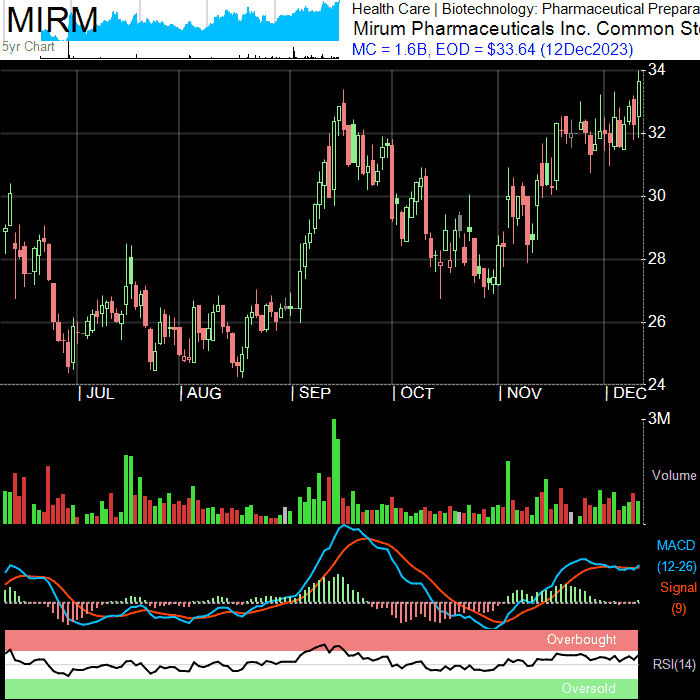 MIRM
5yr Chart
Health Care | Biotechnology: Pharmaceutical Prepara
Mirum Pharmaceuticals Inc. Common Sto
MC = 1.6B, EOD = $33.64 (12Dec2023)
34
32
30
28
26
24
| JUL | AUG | SEP | OCT | NOV | DEC
3M
Volume
MACD
(12-26)
Signal
(9)
Overbought
RSI(14)
Oversold